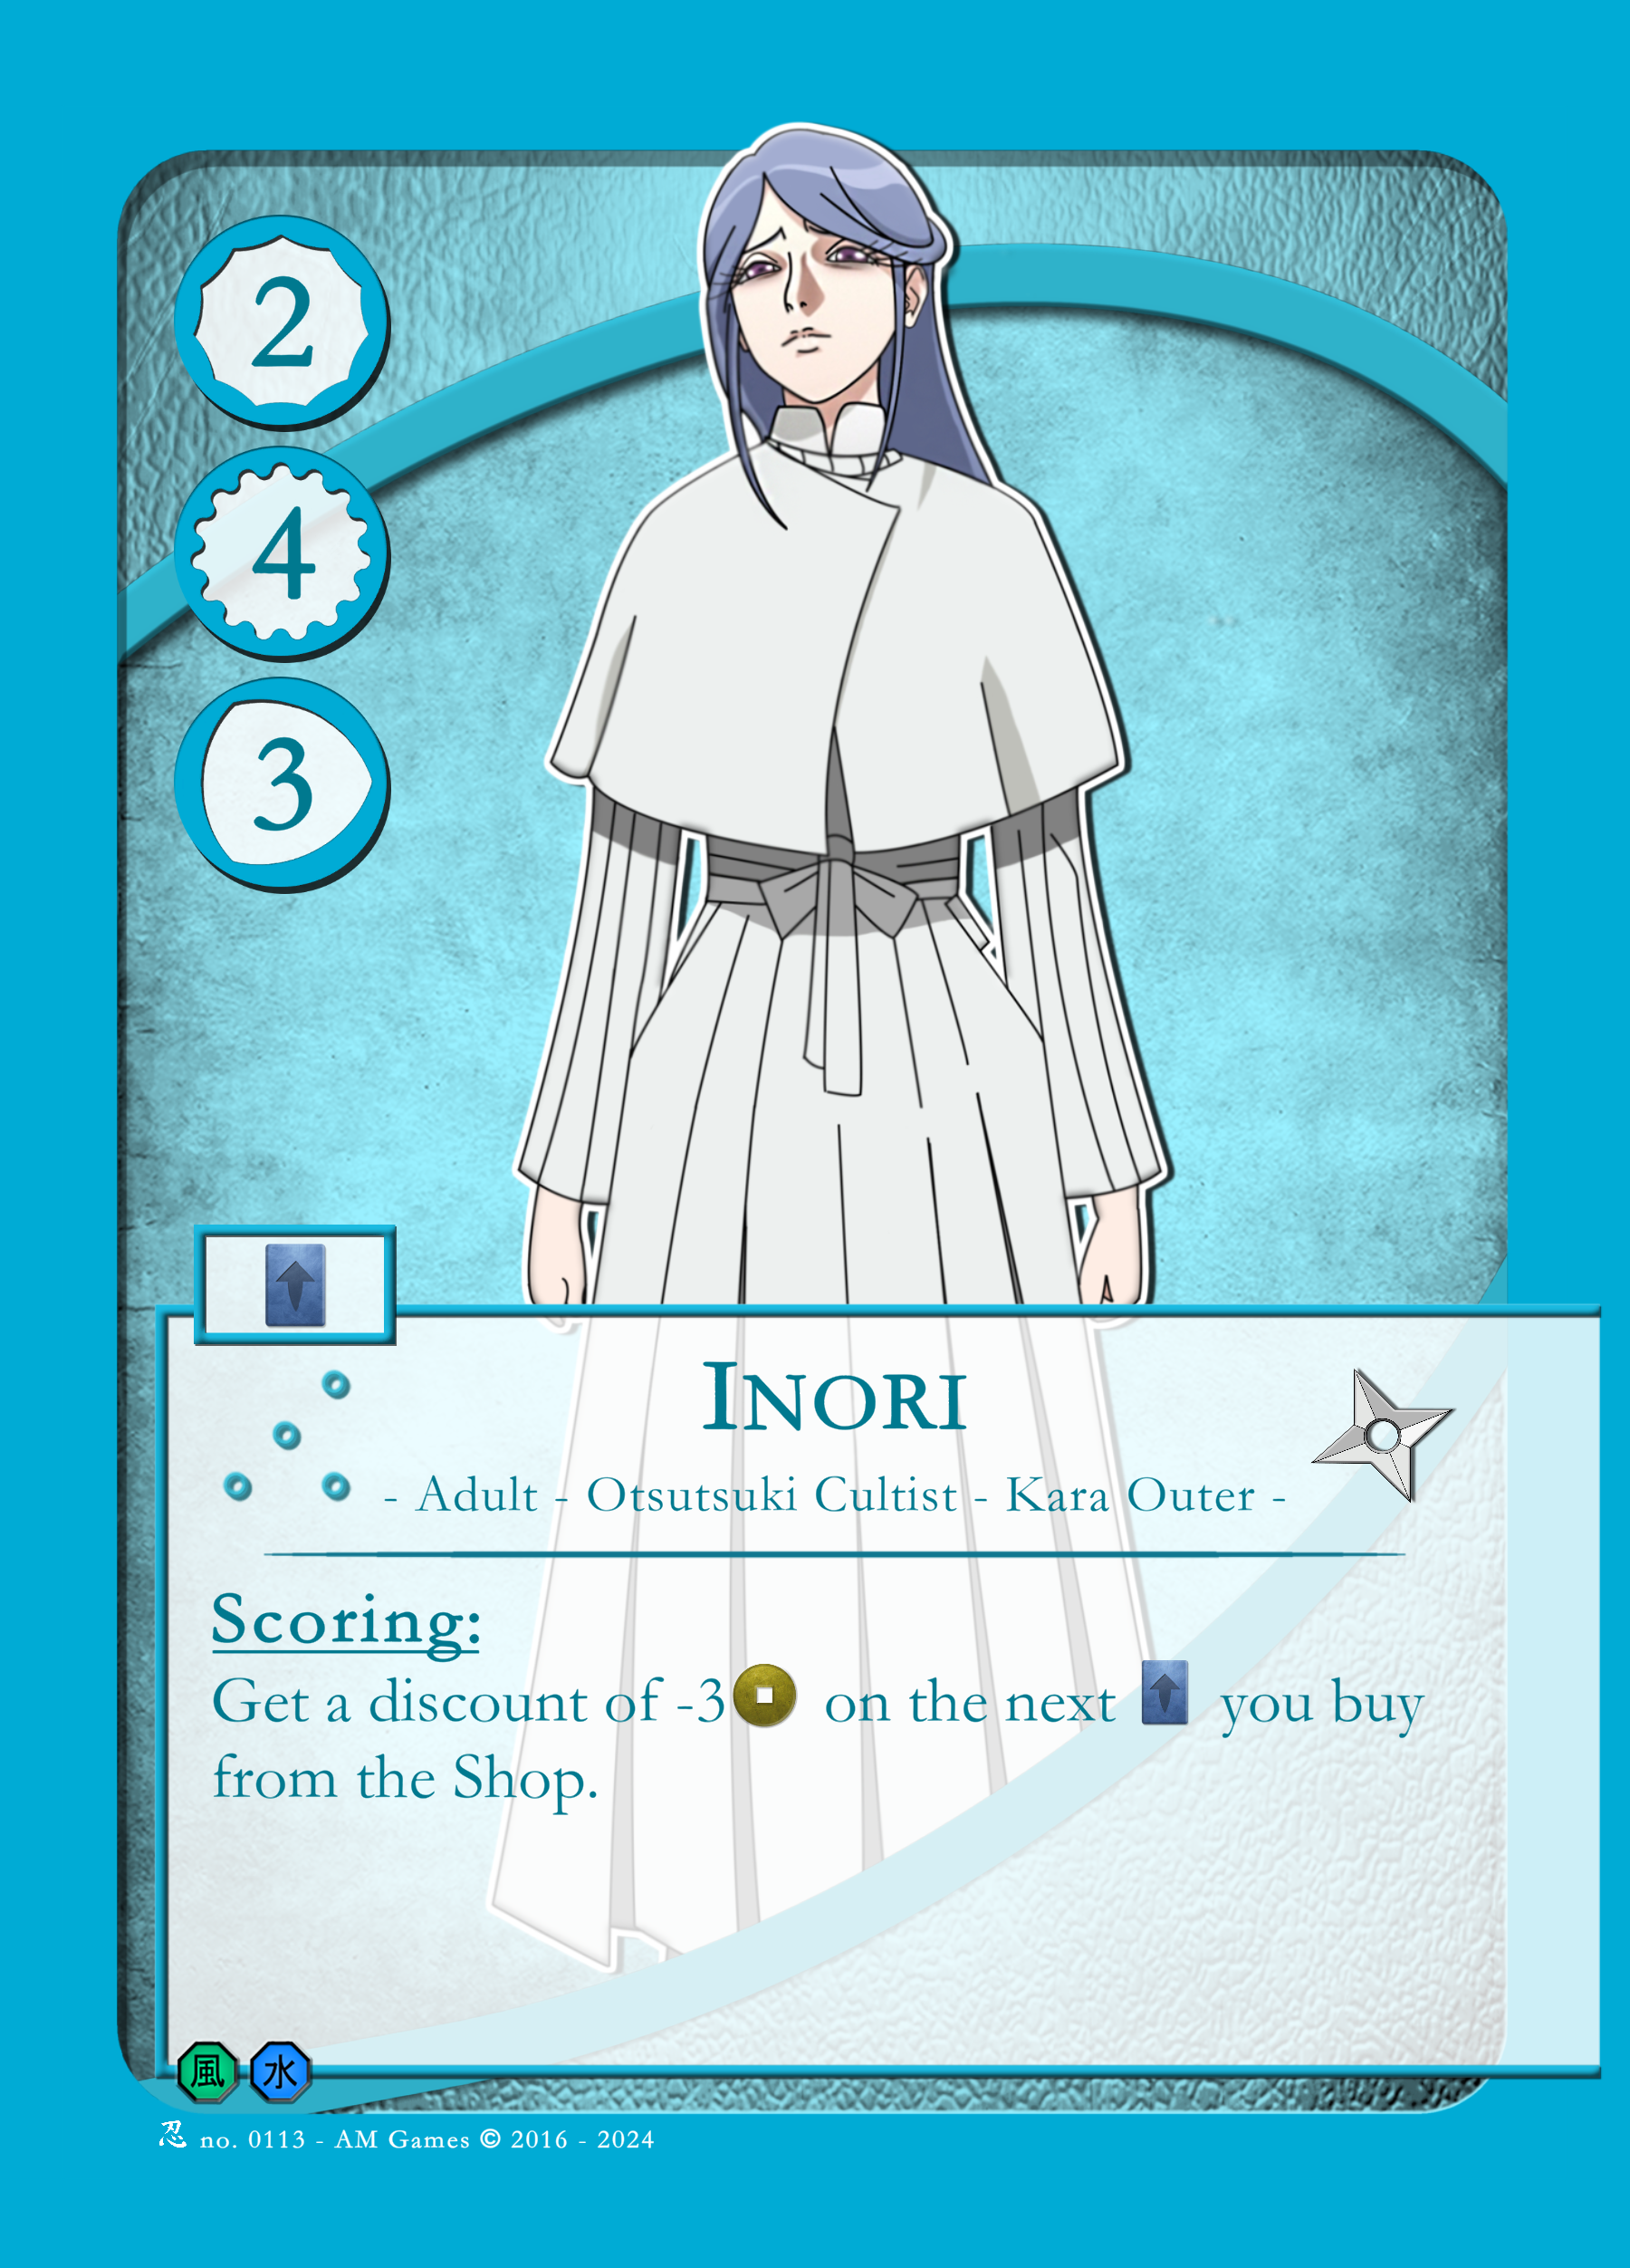 2
4
3
INORI
- Adult - Otsutsuki Cultist - Kara Outer -
Scoring:
Get a discount of -3 on the next you buy
from the Shop.
風 水
忍 no. 0113 - AM Games © 2016 - 2024